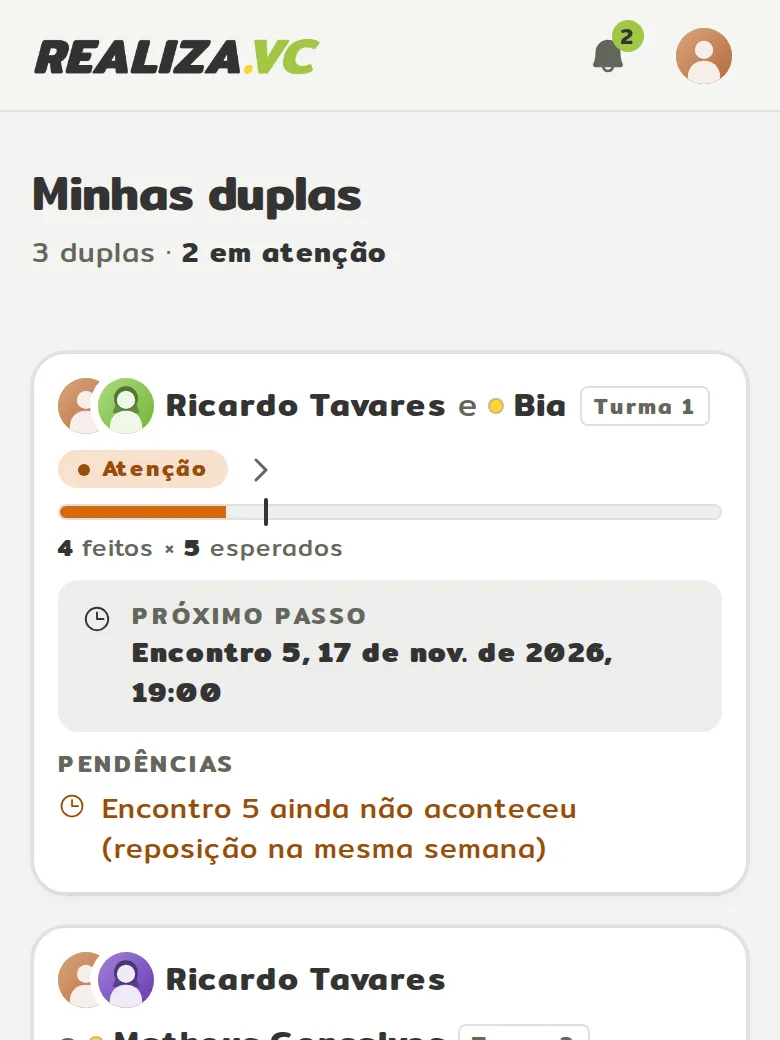 REALIZA.VC
2
Minhas duplas
3 duplas · 2 em atenção
Ricardo Tavares e Bia Turma 1
Atenção
4 feitos × 5 esperados
PRÓXIMO PASSO
Encontro 5, 17 de nov. de 2026,
19:00
PENDÊNCIAS
Encontro 5 ainda não aconteceu
(reposição na mesma semana)
Ricardo Tavares
e Matheus Gonçalves